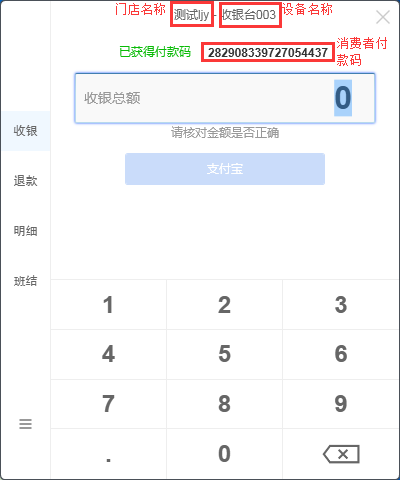 门店名称 测试ljy - 收银台003 设备名称
已获得付款码 282908339727054437 消费者付款码
收银总额 0
请核对金额是否正确
支付宝
收银
退款
明细
班结
1 2 3
4 5 6
7 8 9
. 0